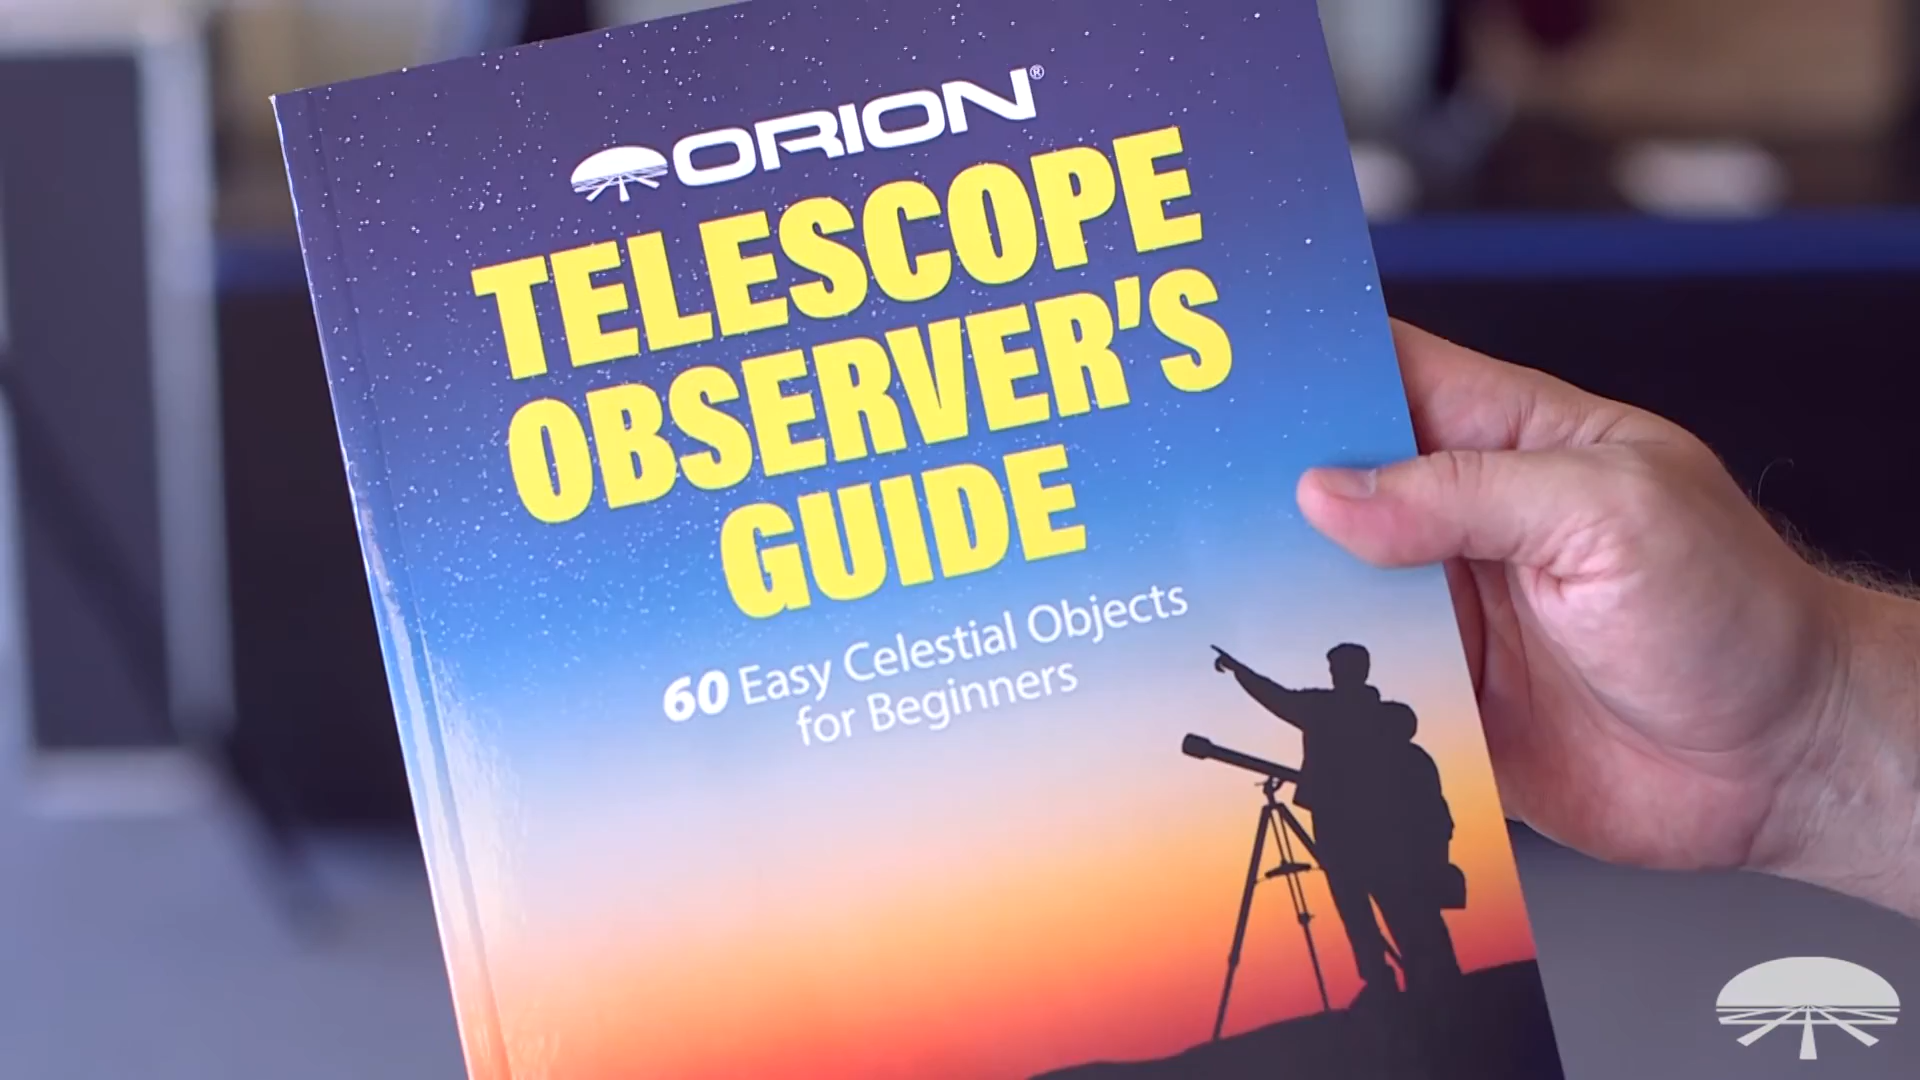 ORION®
TELESCOPE
OBSERVER'S
GUIDE
60 Easy Celestial Objects
for Beginners